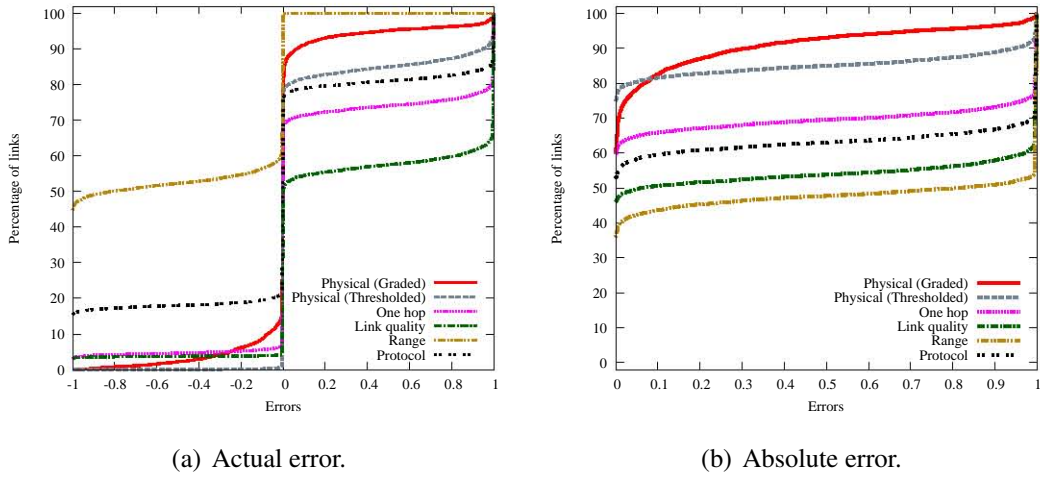 Percentage of links
100
90
80
70
60
50
40
30
20
10
0
Physical (Graded)
Physical (Thresholded)
One hop
Link quality
Range
Protocol
-1 -0.8 -0.6 -0.4 -0.2 0 0.2 0.4 0.6 0.8 1
Errors
(a) Actual error.
Percentage of links
100
90
80
70
60
50
40
30
20
10
0
Physical (Graded)
Physical (Thresholded)
One hop
Link quality
Range
Protocol
0 0.1 0.2 0.3 0.4 0.5 0.6 0.7 0.8 0.9 1
Errors
(b) Absolute error.